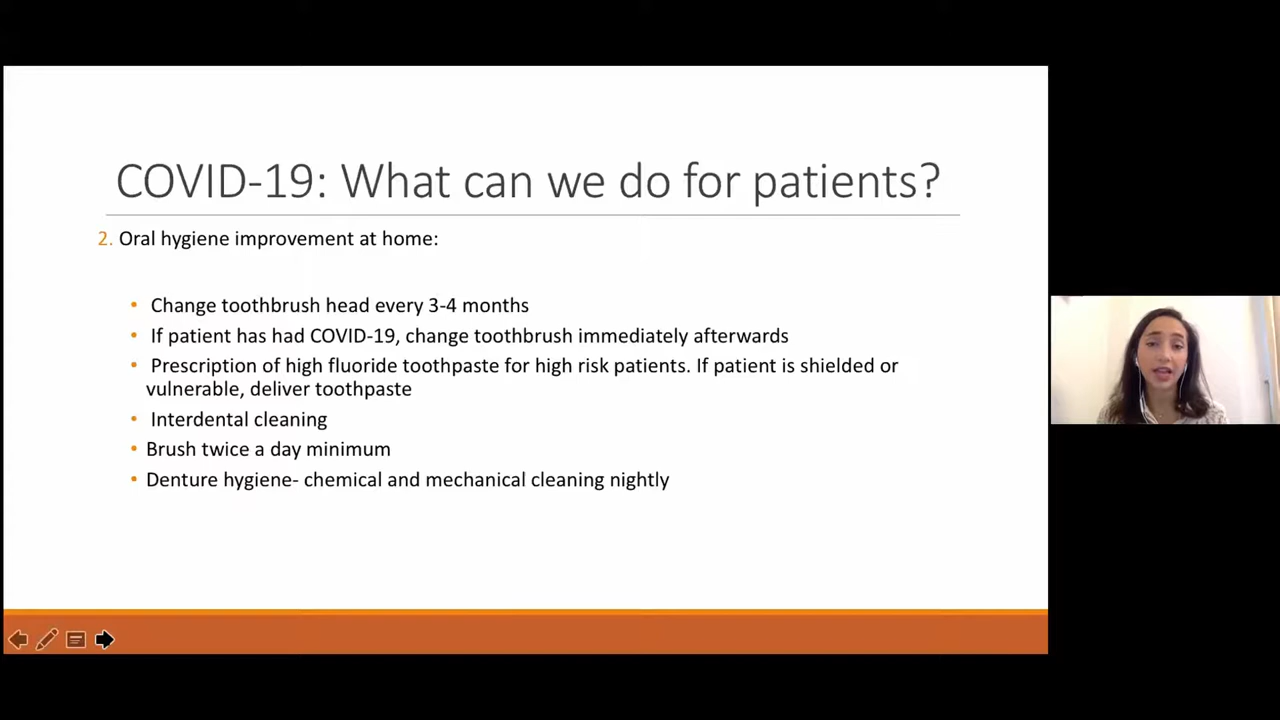 COVID-19: What can we do for patients?
2. Oral hygiene improvement at home:
• Change toothbrush head every 3-4 months
• If patient has had COVID-19, change toothbrush immediately afterwards
• Prescription of high fluoride toothpaste for high risk patients. If patient is shielded or
vulnerable, deliver toothpaste
• Interdental cleaning
• Brush twice a day minimum
• Denture hygiene- chemical and mechanical cleaning nightly